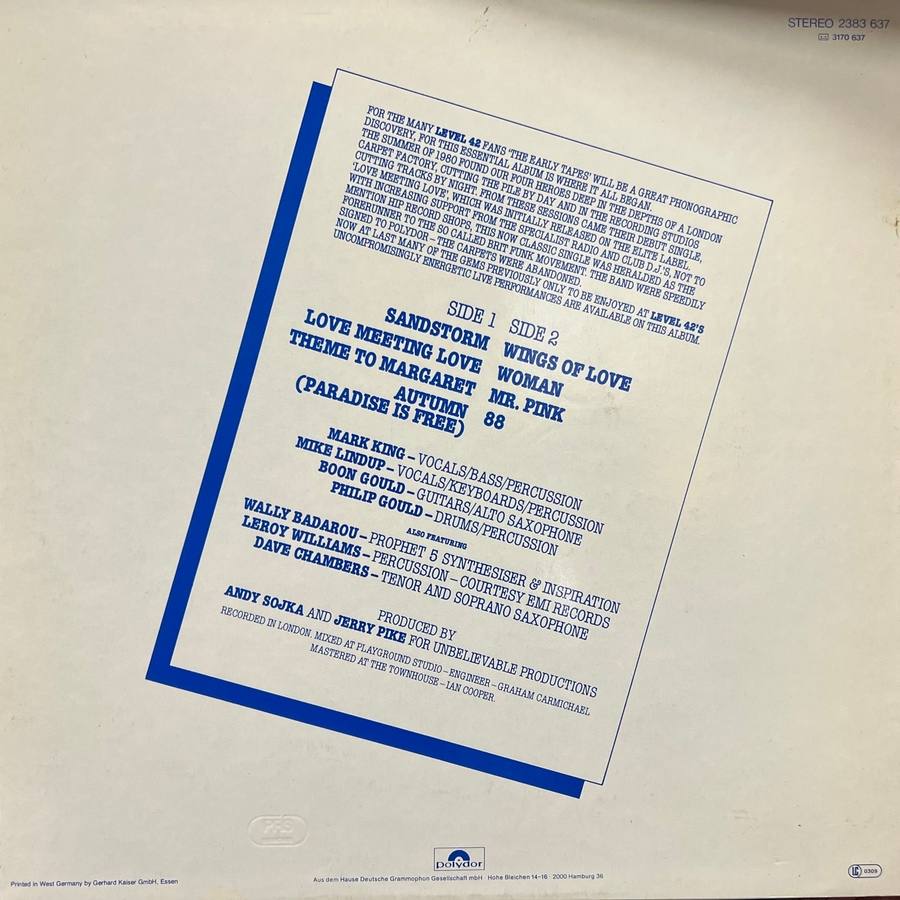 STEREO 2383 637
3170 637
FOR THE MANY LEVEL 42 FANS 'THE EARLY TAPES' WILL BE A GREAT PHONOGRAPHIC
DISCOVERY, FOR THIS ESSENTIAL ALBUM IS WHERE IT ALL BEGAN.
THE SUMMER OF 1980 FOUND OUR FOUR HEROES DEEP IN THE DEPTHS OF A LONDON
CARPET FACTORY, CUTTING THE PILE BY DAY AND IN THE RECORDING STUDIOS
CUTTING TRACKS BY NIGHT. FROM THESE SESSIONS CAME THEIR DEBUT SINGLE,
'LOVE MEETING LOVE', WHICH WAS INITIALLY RELEASED ON THE ELITE LABEL.
WITH INCREASING SUPPORT FROM THE SPECIALIST RADIO AND CLUB D.J.'S, NOT TO
MENTION HIP RECORD SHOPS, THIS NOW CLASSIC SINGLE WAS HERALDED AS THE
FORERUNNER TO THE SO CALLED BRIT FUNK MOVEMENT. THE BAND WERE SPEEDILY
SIGNED TO POLYDOR – THE CARPETS WERE ABANDONED.
NOW AT LAST MANY OF THE GEMS PREVIOUSLY ONLY TO BE ENJOYED AT LEVEL 42'S
UNCOMPROMISINGLY ENERGETIC LIVE PERFORMANCES ARE AVAILABLE ON THIS ALBUM.
SIDE 1
SANDSTORM
LOVE MEETING LOVE
THEME TO MARGARET
AUTUMN
(PARADISE IS FREE)
SIDE 2
WINGS OF LOVE
WOMAN
MR. PINK
88
MARK KING – VOCALS/BASS/PERCUSSION
MIKE LINDUP – VOCALS/KEYBOARDS/PERCUSSION
BOON GOULD – GUITARS/ALTO SAXOPHONE
PHILIP GOULD – DRUMS/PERCUSSION
ALSO FEATURING
WALLY BADAROU – PROPHET 5 SYNTHESISER & INSPIRATION
LEROY WILLIAMS – PERCUSSION – COURTESY EMI RECORDS
DAVE CHAMBERS – TENOR AND SOPRANO SAXOPHONE
PRODUCED BY
ANDY SOJKA AND JERRY PIKE FOR UNBELIEVABLE PRODUCTIONS
RECORDED IN LONDON. MIXED AT PLAYGROUND STUDIO – ENGINEER – GRAHAM CARMICHAEL
MASTERED AT THE TOWNHOUSE – IAN COOPER.
polydor
Printed in West Germany by Gerhard Kaiser GmbH, Essen
Aus dem Hause Deutsche Grammophon Gesellschaft mbH · Hohe Bleichen 14-16 · 2000 Hamburg 36
LC 0309